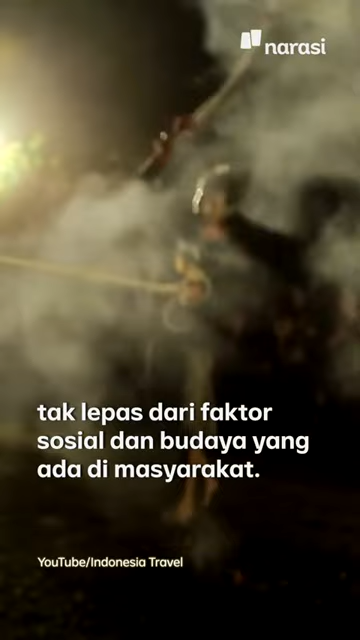 narasi
tak lepas dari faktor
sosial dan budaya yang
ada di masyarakat.
YouTube/Indonesia Travel